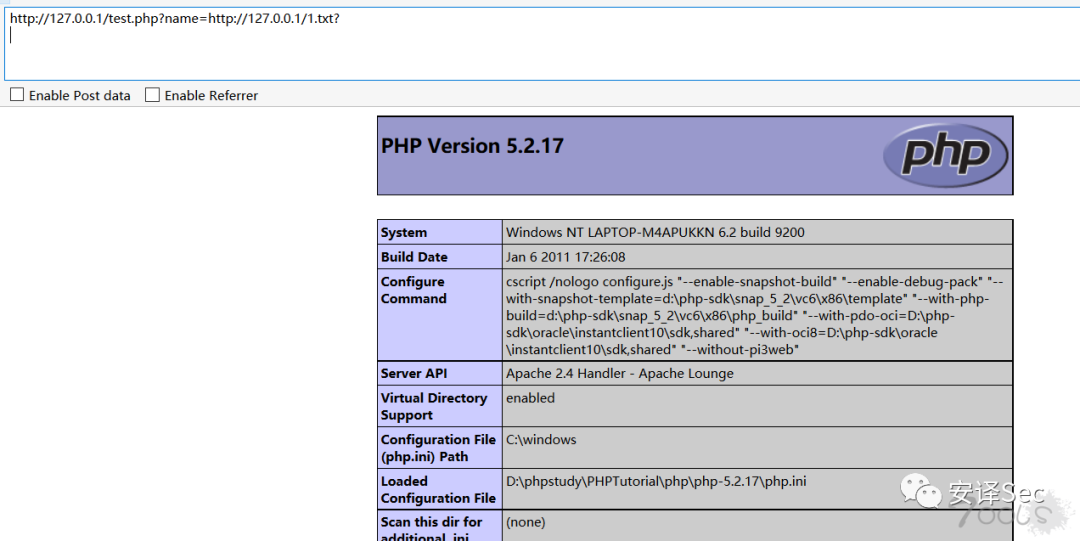 http://127.0.0.1/test.php?name=http://127.0.0.1/1.txt?
Enable Post data Enable Referrer
PHP Version 5.2.17
php
System Windows NT LAPTOP-M4APUKKN 6.2 build 9200
Build Date Jan 6 2011 17:26:08
Configure cscript /nologo configure.js "--enable-snapshot-build" "--enable-debug-pack" "--
Command with-snapshot-template=d:\php-sdk\snap_5_2\vc6\x86\template" "--with-php-
build=d:\php-sdk\snap_5_2\vc6\x86\php_build" "--with-pdo-oci=D:\php-
sdk\oracle\instantclient10\sdk,shared" "--with-oci8=D:\php-sdk\oracle
\instantclient10\sdk,shared" "--without-pi3web"
Server API Apache 2.4 Handler - Apache Lounge
Virtual Directory enabled
Support
Configuration File C:\windows
(php.ini) Path
Loaded D:\phpstudy\PHPTutorial\php\php-5.2.17\php.ini
Configuration File
安译Sec
Tools
Scan this dir for (none)
additional .ini